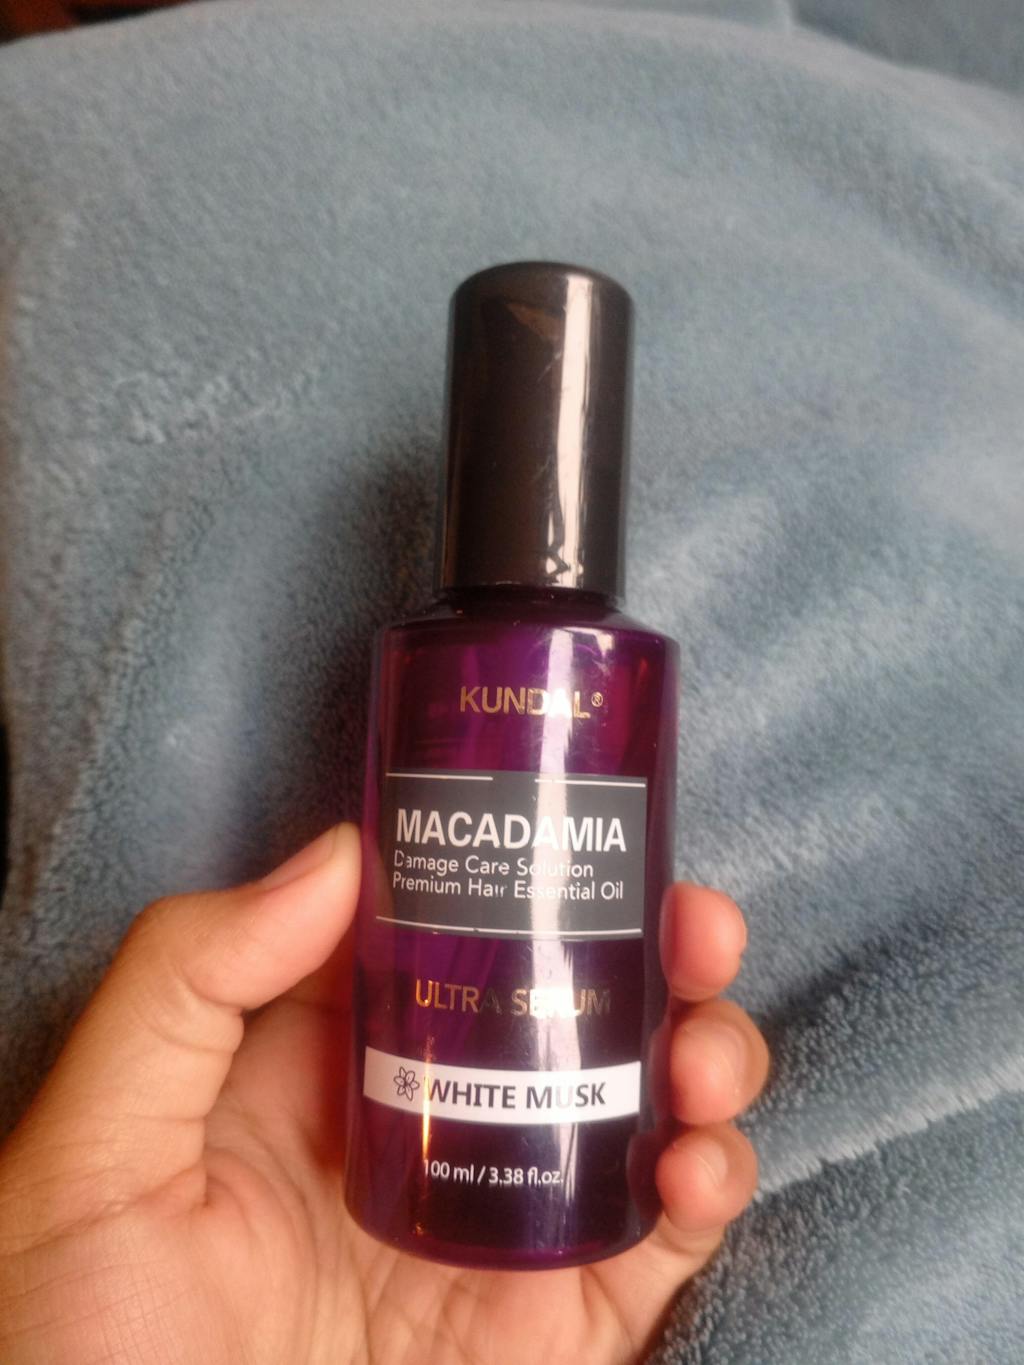 KUNDAL®
MACADAMIA
Damage Care Solution
Premium Hair Essential Oil
ULTRA SERUM
WHITE MUSK
100 ml / 3.38 fl.oz.